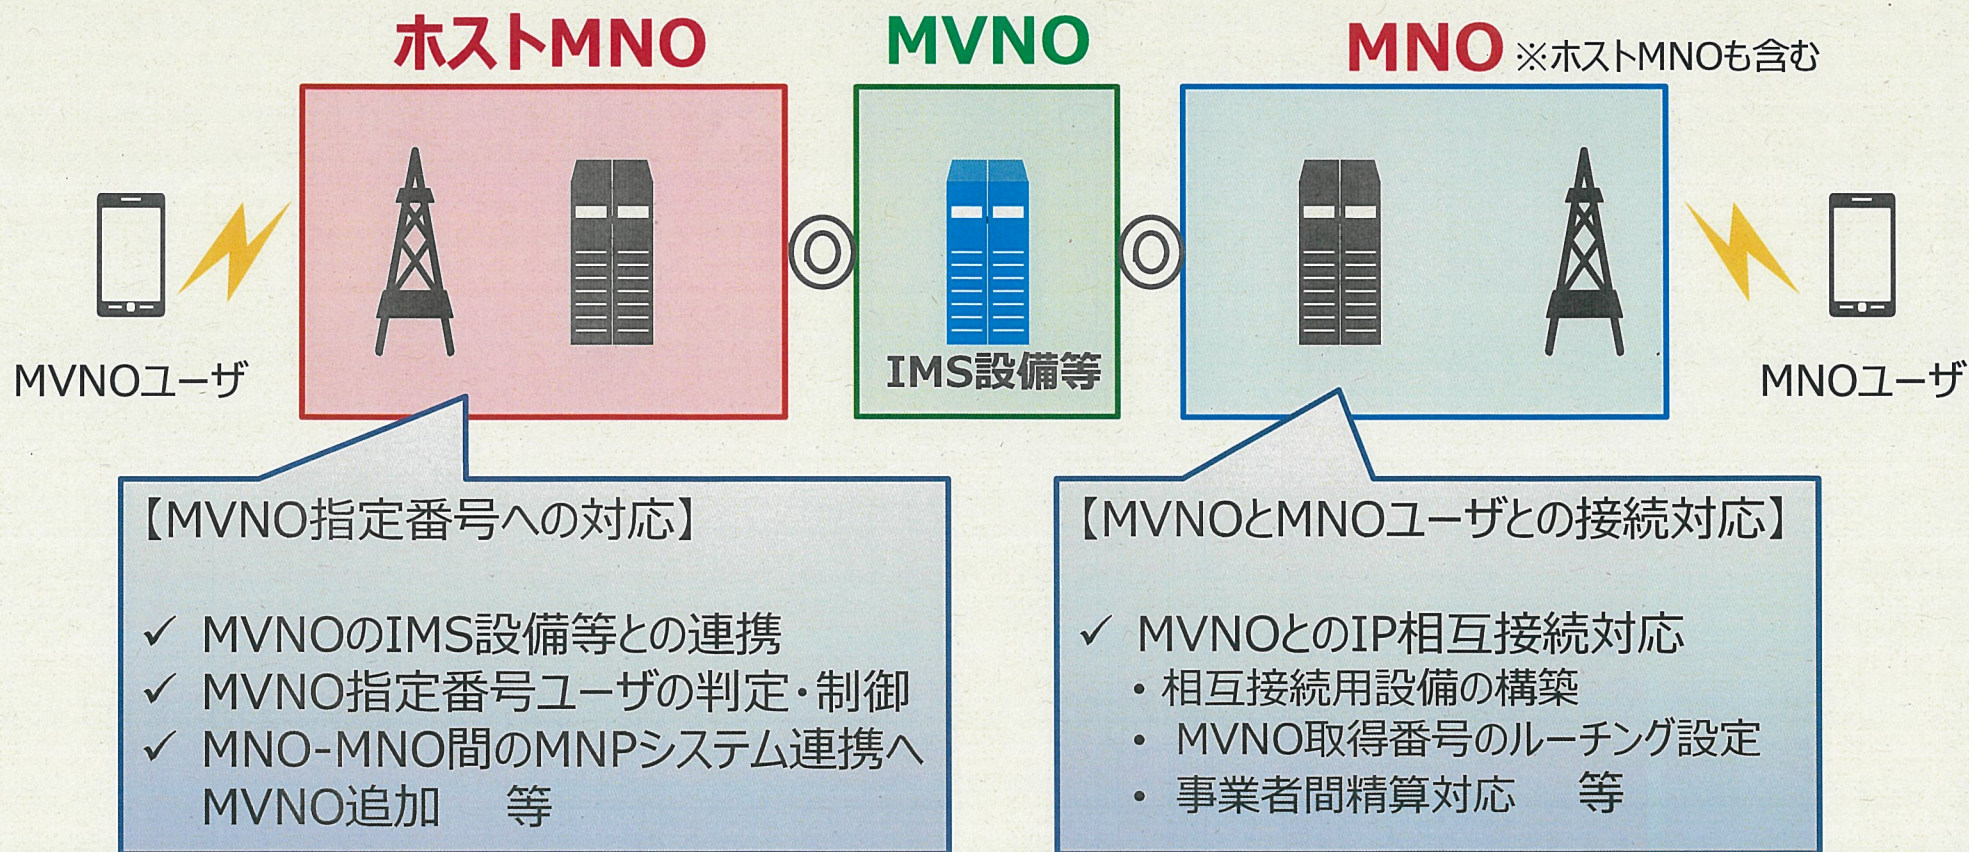 ホストMNO
MVNO
MNO ※ホストMNOも含む
MVNOユーザ
IMS設備等
MNOユーザ
【MVNO指定番号への対応】
✓ MVNOのIMS設備等との連携
✓ MVNO指定番号ユーザの判定・制御
✓ MNO-MNO間のMNPシステム連携へ
MVNO追加 等
【MVNOとMNOユーザとの接続対応】
✓ MVNOとのIP相互接続対応
・相互接続用設備の構築
• MVNO取得番号のルーチング設定
• 事業者間精算対応 等